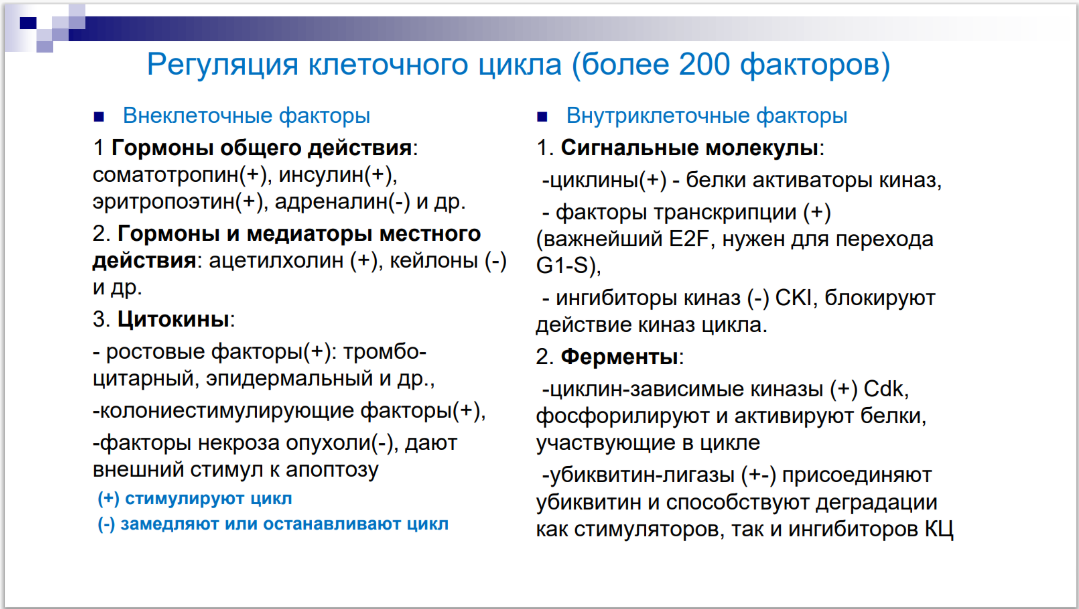 Регуляция клеточного цикла (более 200 факторов)
Внеклеточные факторы
1 Гормоны общего действия:
соматотропин(+), инсулин(+),
эритропоэтин(+), адреналин(-) и др.
2. Гормоны и медиаторы местного
действия: ацетилхолин (+), кейлоны (-)
и др.
3. Цитокины:
- ростовые факторы(+): тромбо-
цитарный, эпидермальный и др.,
-колониестимулирующие факторы(+),
-факторы некроза опухоли(-), дают
внешний стимул к апоптозу
(+) стимулируют цикл
(-) замедляют или останавливают цикл
Внутриклеточные факторы
1. Сигнальные молекулы:
-циклины(+) - белки активаторы киназ,
- факторы транскрипции (+)
(важнейший E2F, нужен для перехода
G1-S),
- ингибиторы киназ (-) CKI, блокируют
действие киназ цикла.
2. Ферменты:
-циклин-зависимые киназы (+) Cdk,
фосфорилируют и активируют белки,
участвующие в цикле
-убиквитин-лигазы (+-) присоединяют
убиквитин и способствуют деградации
как стимуляторов, так и ингибиторов КЦ